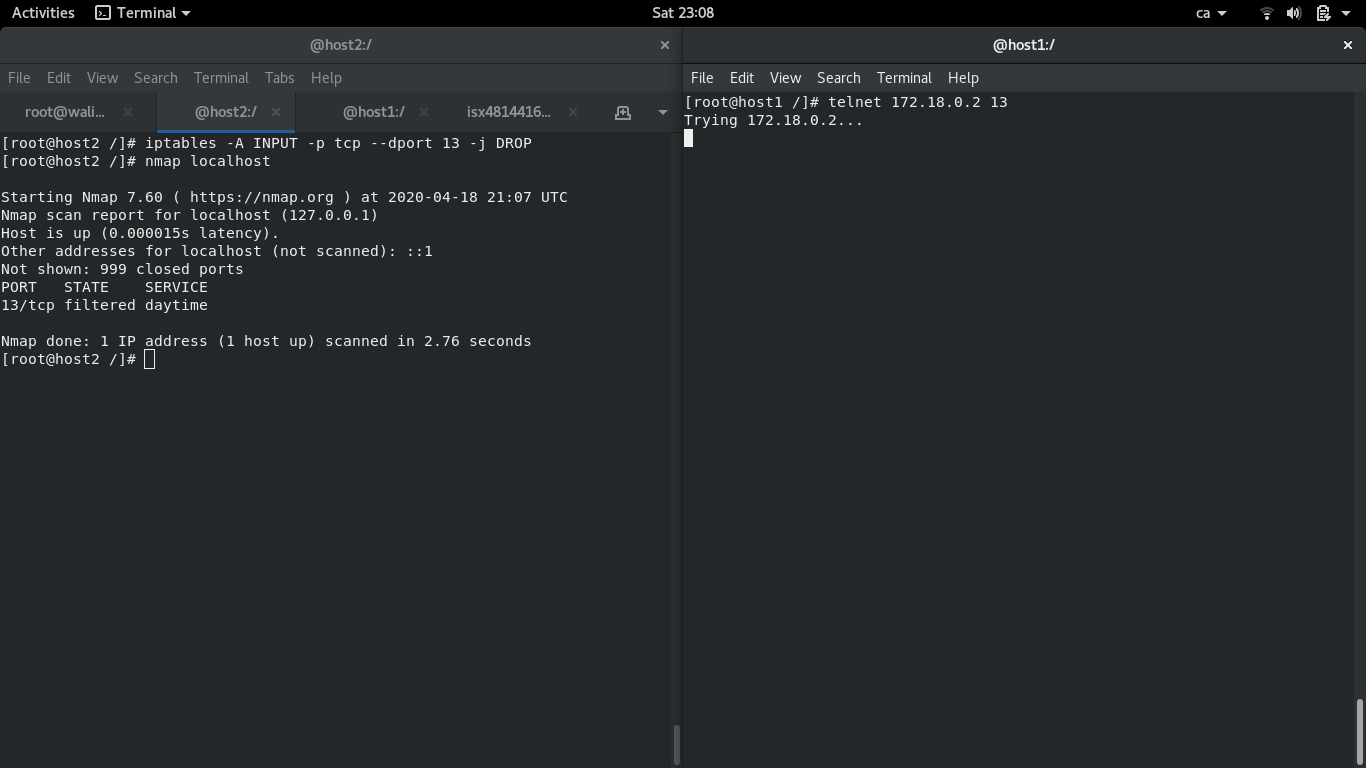 Activities Terminal Sat 23:08 ca
@host2:/
File Edit View Search Terminal Tabs Help
root@wali... @host2:/ @host1:/ isx4814416...
[root@host2 /]# iptables -A INPUT -p tcp --dport 13 -j DROP
[root@host2 /]# nmap localhost
Starting Nmap 7.60 ( https://nmap.org ) at 2020-04-18 21:07 UTC
Nmap scan report for localhost (127.0.0.1)
Host is up (0.000015s latency).
Other addresses for localhost (not scanned): ::1
Not shown: 999 closed ports
PORT   STATE    SERVICE
13/tcp filtered daytime
Nmap done: 1 IP address (1 host up) scanned in 2.76 seconds
[root@host2 /]#
@host1:/
File Edit View Search Terminal Help
[root@host1 /]# telnet 172.18.0.2 13
Trying 172.18.0.2...